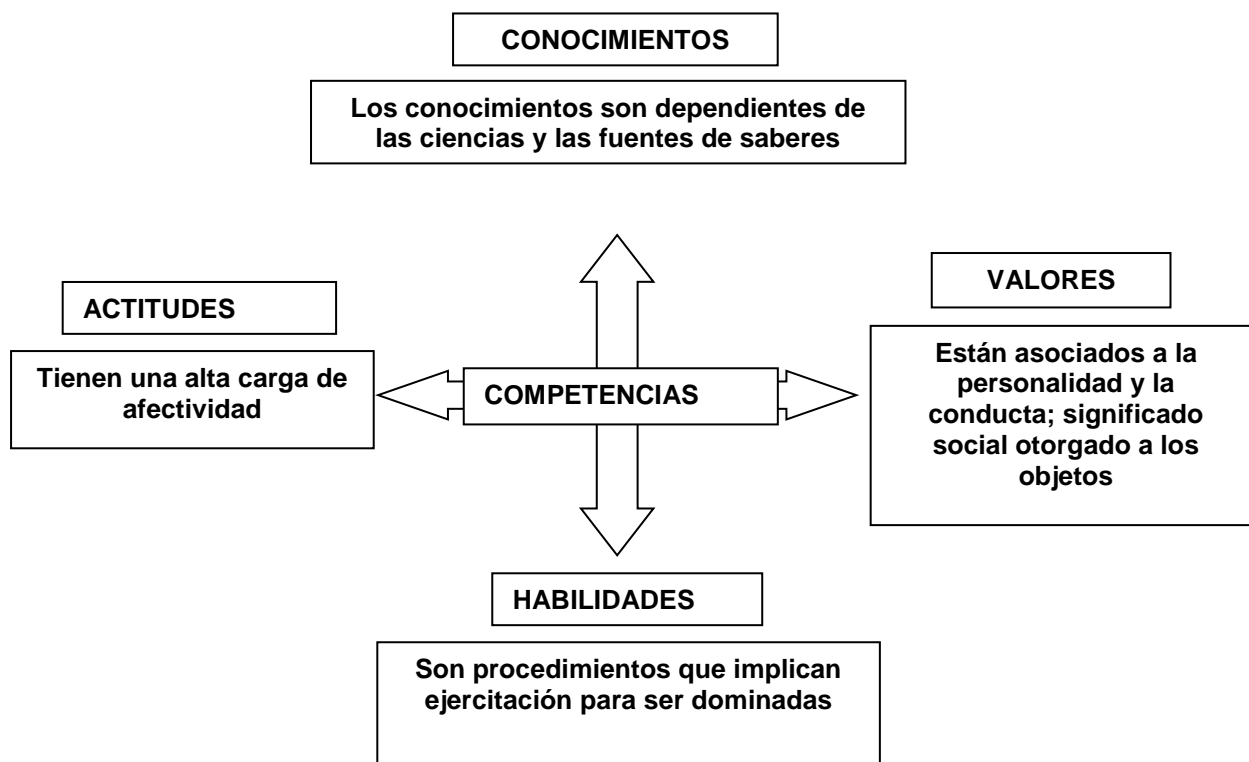 CONOCIMIENTOS
Los conocimientos son dependientes de
las ciencias y las fuentes de saberes
ACTITUDES
Tienen una alta carga de
afectividad
COMPETENCIAS
VALORES
Están asociados a la
personalidad y la
conducta; significado
social otorgado a los
objetos
HABILIDADES
Son procedimientos que implican
ejercitación para ser dominadas